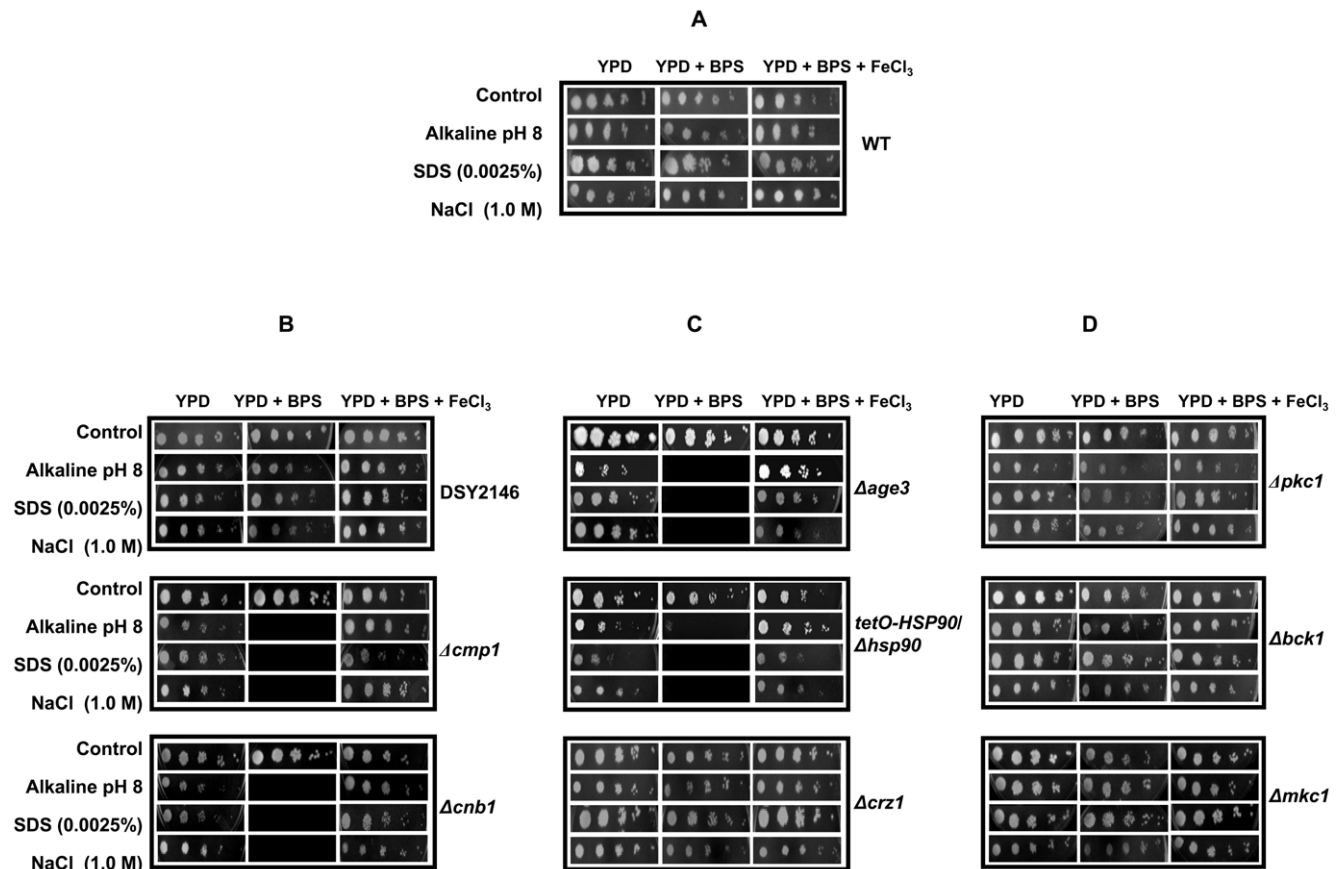 A
YPD YPD + BPS YPD + BPS + FeCl₃
Control
Alkaline pH 8
WT
SDS (0.0025%)
NaCl (1.0 M)
B C D
YPD YPD + BPS YPD + BPS + FeCl₃ YPD YPD + BPS YPD + BPS + FeCl₃ YPD YPD + BPS YPD + BPS + FeCl₃
Control
Alkaline pH 8
SDS (0.0025%)
NaCl (1.0 M)
DSY2146
Δage3
Δpkc1
Control
Alkaline pH 8
SDS (0.0025%)
NaCl (1.0 M)
Δcmp1
tetO-HSP90/
Δhsp90
Δbck1
Control
Alkaline pH 8
SDS (0.0025%)
NaCl (1.0 M)
Δcnb1
Δcrz1
Δmkc1